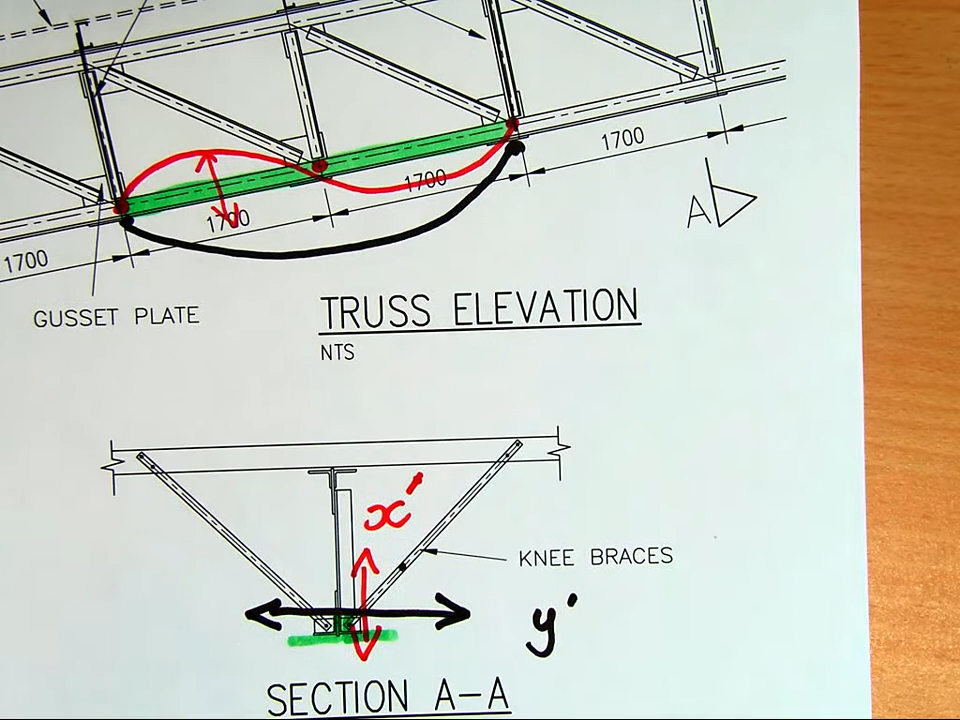 1700
1700
1700
1700
A
GUSSET PLATE
TRUSS ELEVATION
NTS
x'
KNEE BRACES
y'
SECTION A-A